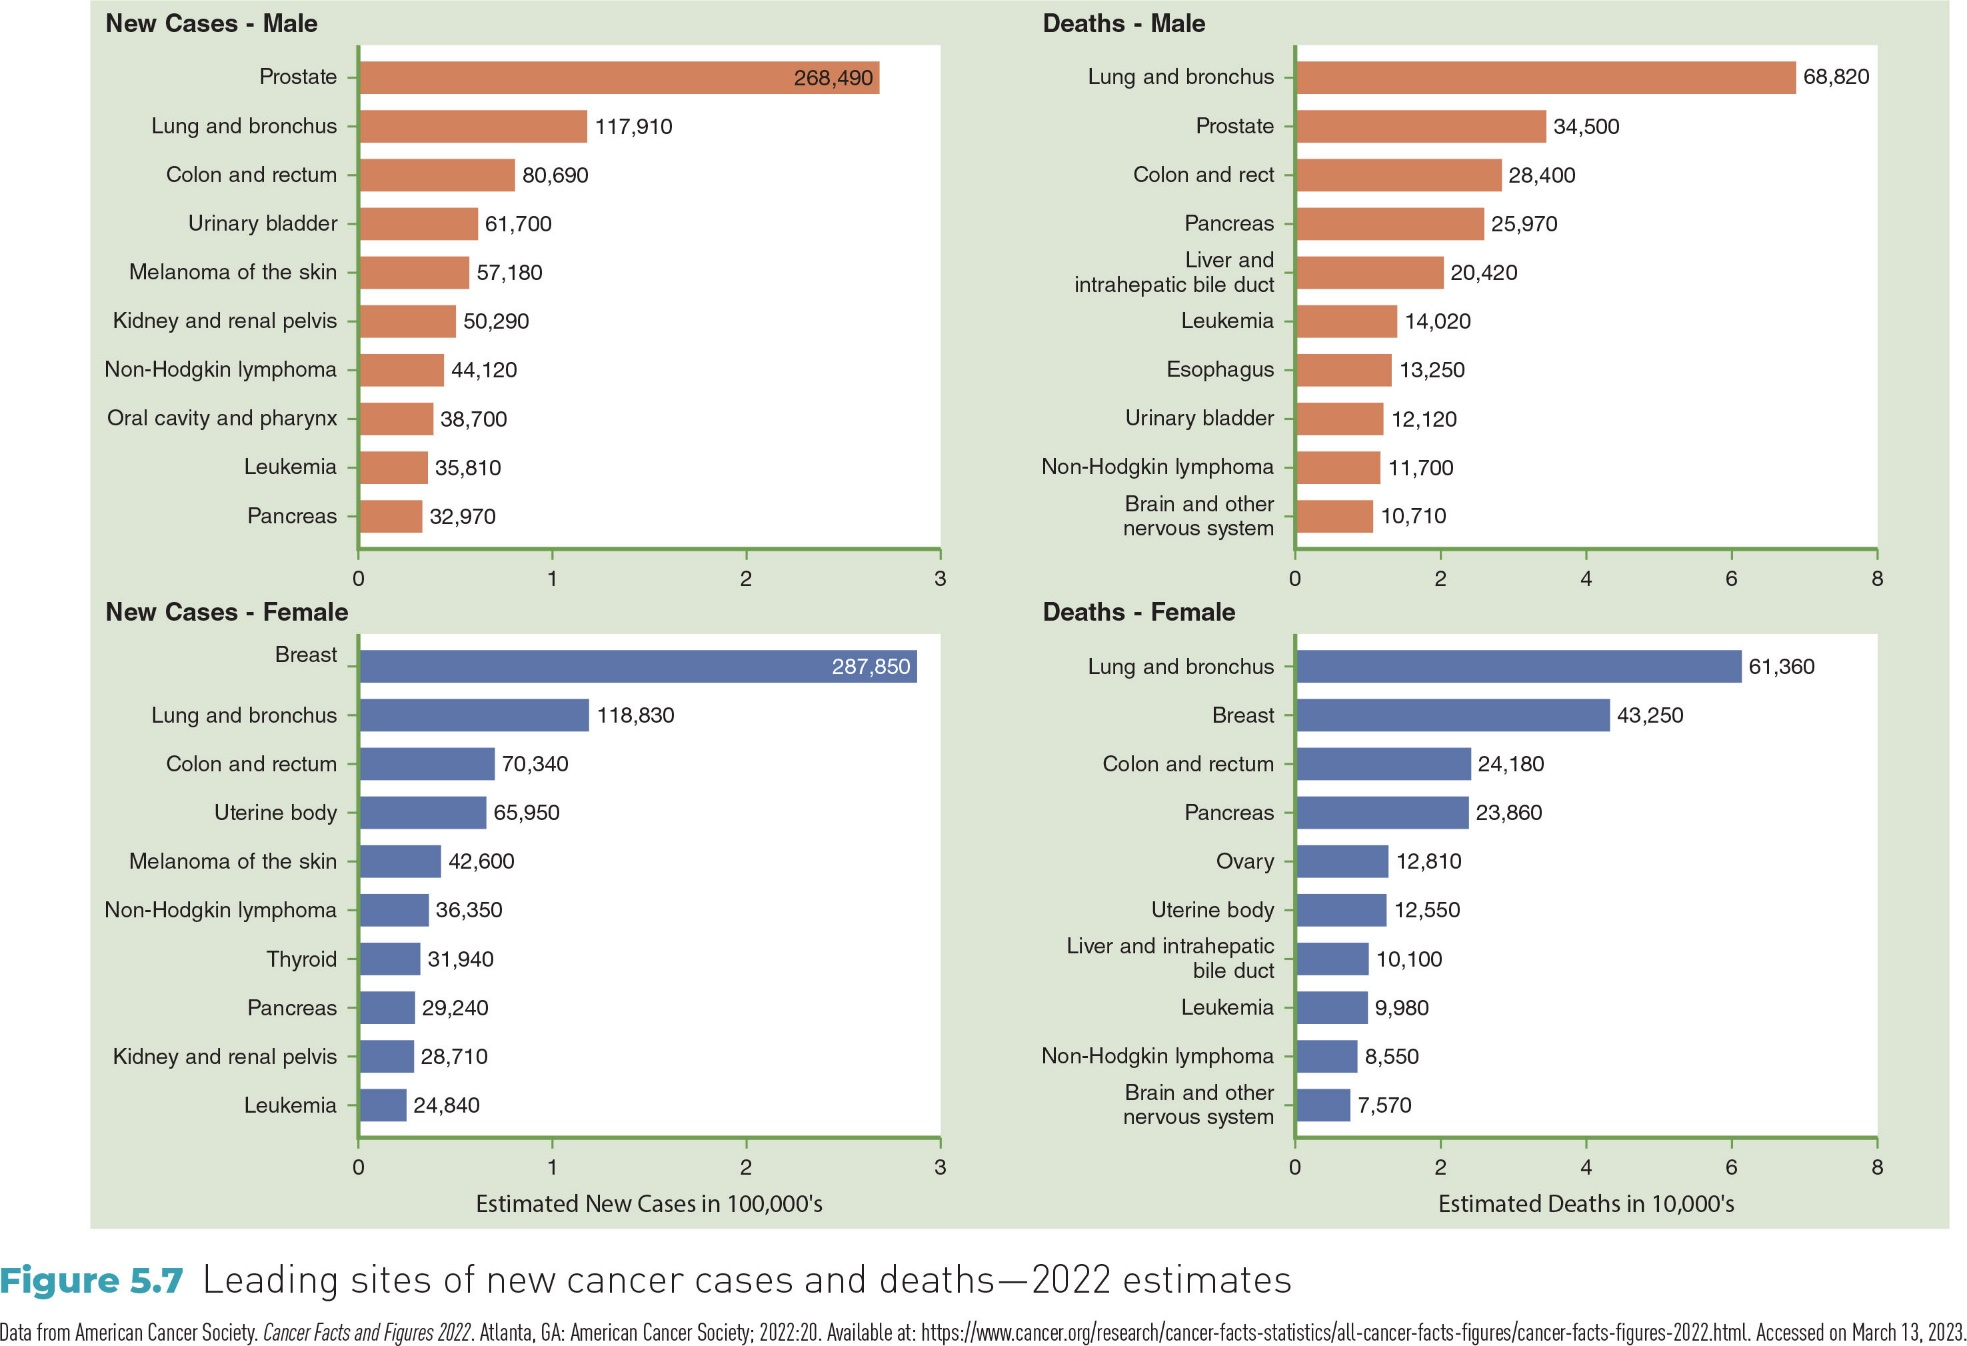 New Cases - Male
Prostate 268,490
Lung and bronchus 117,910
Colon and rectum 80,690
Urinary bladder 61,700
Melanoma of the skin 57,180
Kidney and renal pelvis 50,290
Non-Hodgkin lymphoma 44,120
Oral cavity and pharynx 38,700
Leukemia 35,810
Pancreas 32,970
0 1 2 3
Deaths - Male
Lung and bronchus 68,820
Prostate 34,500
Colon and rect 28,400
Pancreas 25,970
Liver and
intrahepatic bile duct 20,420
Leukemia 14,020
Esophagus 13,250
Urinary bladder 12,120
Non-Hodgkin lymphoma 11,700
Brain and other
nervous system 10,710
0 2 4 6 8
New Cases - Female
Breast 287,850
Lung and bronchus 118,830
Colon and rectum 70,340
Uterine body 65,950
Melanoma of the skin 42,600
Non-Hodgkin lymphoma 36,350
Thyroid 31,940
Pancreas 29,240
Kidney and renal pelvis 28,710
Leukemia 24,840
0 1 2 3
Estimated New Cases in 100,000's
Deaths - Female
Lung and bronchus 61,360
Breast 43,250
Colon and rectum 24,180
Pancreas 23,860
Ovary 12,810
Uterine body 12,550
Liver and intrahepatic
bile duct 10,100
Leukemia 9,980
Non-Hodgkin lymphoma 8,550
Brain and other
nervous system 7,570
0 2 4 6 8
Estimated Deaths in 10,000's
Figure 5.7 Leading sites of new cancer cases and deaths—2022 estimates
Data from American Cancer Society. Cancer Facts and Figures 2022. Atlanta, GA: American Cancer Society; 2022:20. Available at: https://www.cancer.org/research/cancer-facts-statistics/all-cancer-facts-figures/cancer-facts-figures-2022.html. Accessed on March 13, 2023.